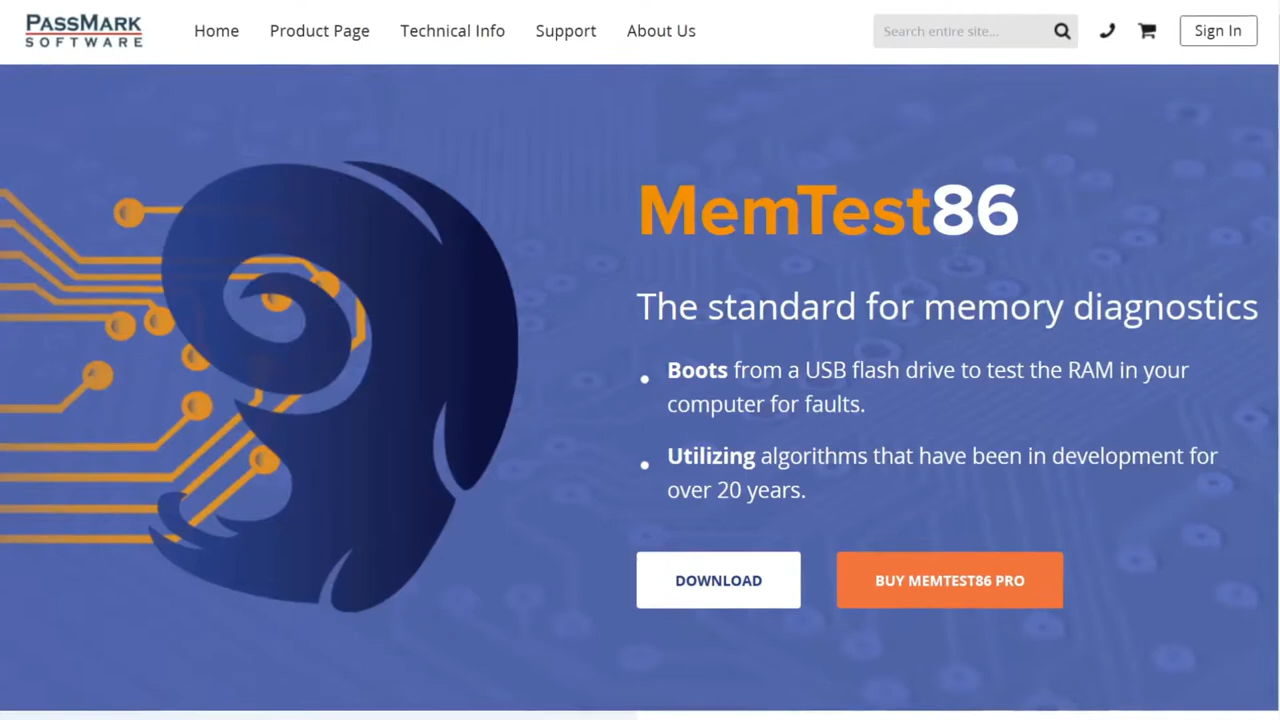 PASSMARK
SOFTWARE
Home Product Page Technical Info Support About Us Search entire site... Sign In
MemTest86
The standard for memory diagnostics
• Boots from a USB flash drive to test the RAM in your
computer for faults.
• Utilizing algorithms that have been in development for
over 20 years.
DOWNLOAD BUY MEMTEST86 PRO